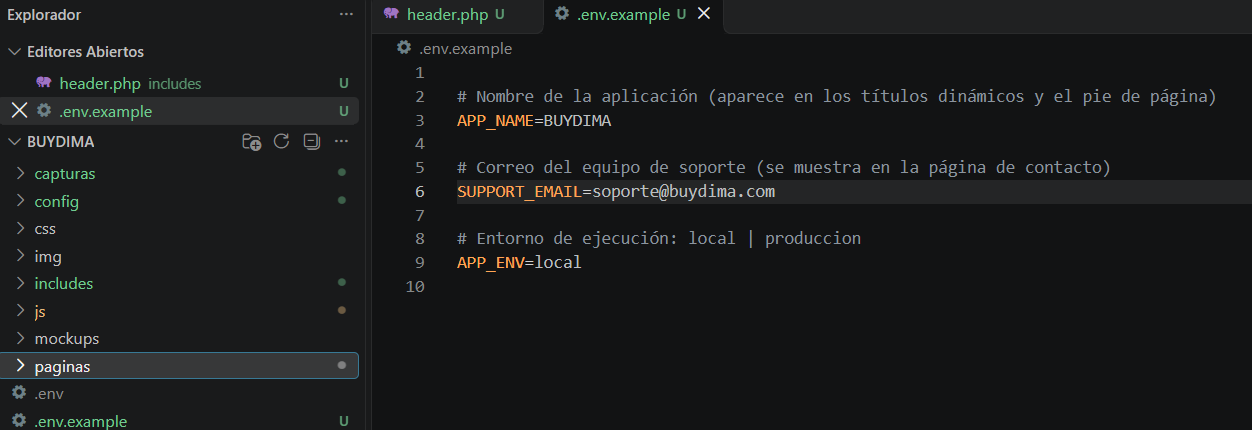 Explorador ...
Editores Abiertos
header.php includes U
.env.example U
BUYDIMA ...
capturas
config
css
img
includes
js
mockups
paginas
.env
.env.example U
header.php U .env.example U
.env.example
1
2 # Nombre de la aplicación (aparece en los títulos dinámicos y el pie de página)
3 APP_NAME=BUYDIMA
4
5 # Correo del equipo de soporte (se muestra en la página de contacto)
6 SUPPORT_EMAIL=soporte@buydima.com
7
8 # Entorno de ejecución: local | produccion
9 APP_ENV=local
10